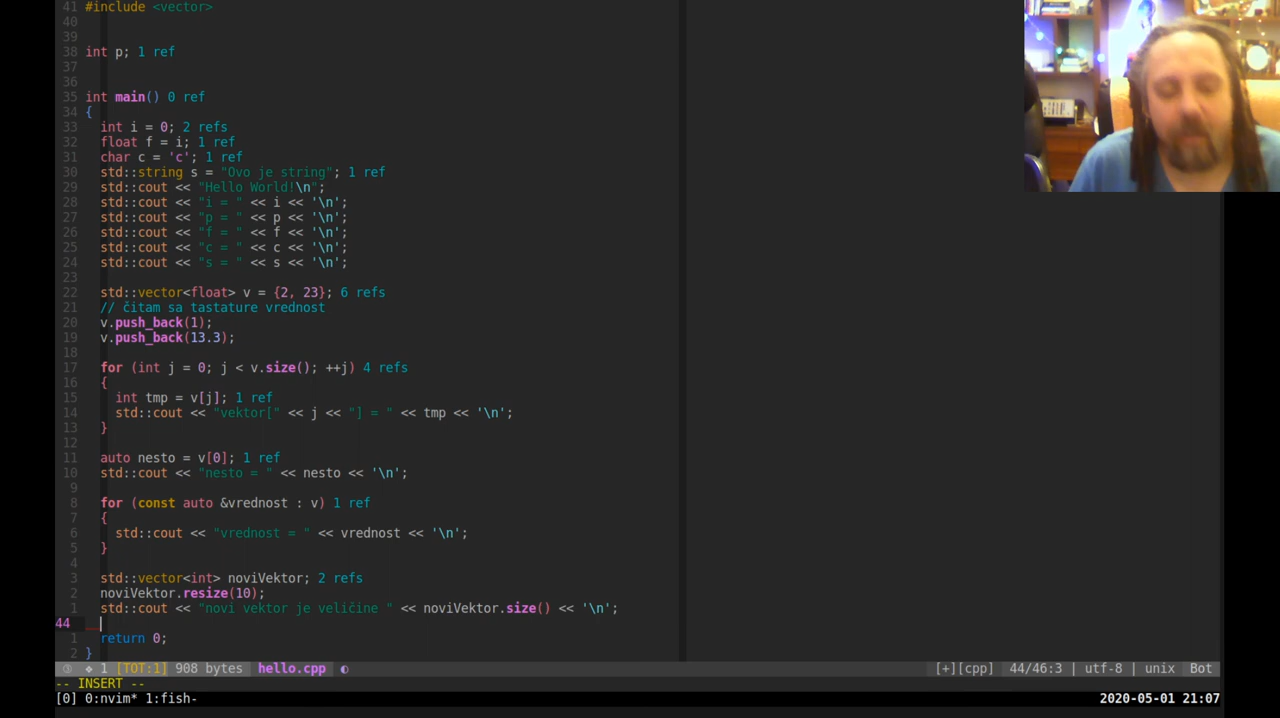 41 #include <vector>
40
39
38 int p; 1 ref
37
36
35 int main() 0 ref
34 {
33 int i = 0; 2 refs
32 float f = i; 1 ref
31 char c = 'c'; 1 ref
30 std::string s = "Ovo je string"; 1 ref
29 std::cout << "Hello World!\n";
28 std::cout << "i = " << i << '\n';
27 std::cout << "p = " << p << '\n';
26 std::cout << "f = " << f << '\n';
25 std::cout << "c = " << c << '\n';
24 std::cout << "s = " << s << '\n';
23
22 std::vector<float> v = {2, 23}; 6 refs
21 // čitam sa tastature vrednost
20 v.push_back(1);
19 v.push_back(13.3);
18
17 for (int j = 0; j < v.size(); ++j) 4 refs
16 {
15 int tmp = v[j]; 1 ref
14 std::cout << "vektor[" << j << "] = " << tmp << '\n';
13 }
12
11 auto nesto = v[0]; 1 ref
10 std::cout << "nesto = " << nesto << '\n';
9
8 for (const auto &vrednost : v) 1 ref
7 {
6 std::cout << "vrednost = " << vrednost << '\n';
5 }
4
3 std::vector<int> noviVektor; 2 refs
2 noviVektor.resize(10);
1 std::cout << "novi vektor je veličine " << noviVektor.size() << '\n';
44
1 return 0;
2 }
③ ❖ 1 [TOT:1] 908 bytes hello.cpp [+][cpp] 44/46:3 | utf-8 | unix Bot
-- INSERT --
[0] 0:nvim* 1:fish- 2020-05-01 21:07